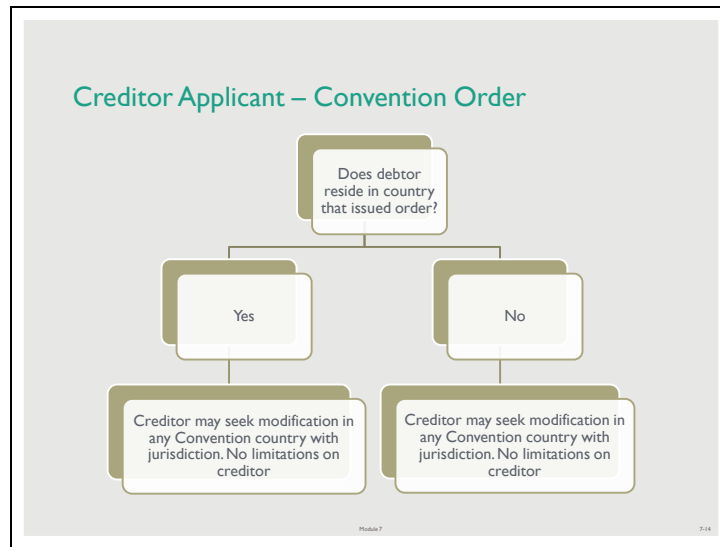 Creditor Applicant – Convention Order
Does debtor
reside in country
that issued order?
Yes
No
Creditor may seek modification in
any Convention country with
jurisdiction. No limitations on
creditor
Creditor may seek modification in
any Convention country with
jurisdiction. No limitations on
creditor
Module 7
7-14